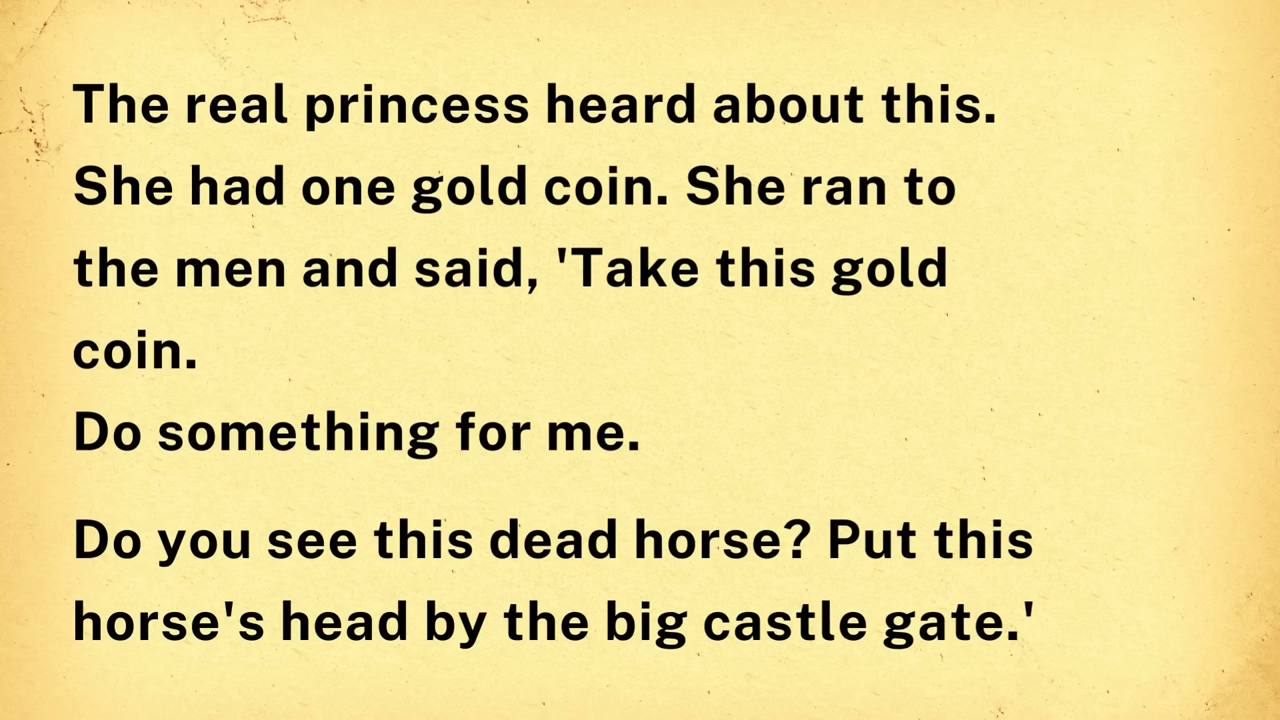 The real princess heard about this.
She had one gold coin. She ran to
the men and said, 'Take this gold
coin.
Do something for me.
Do you see this dead horse? Put this
horse's head by the big castle gate.'